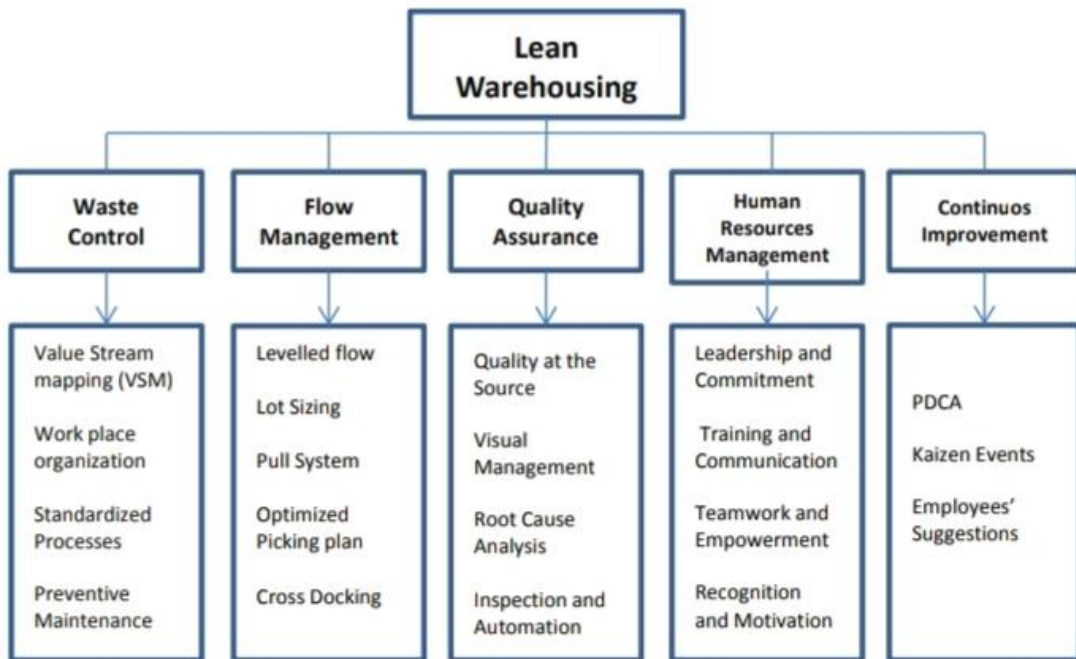 Lean
Warehousing
Waste
Control
Flow
Management
Quality
Assurance
Human
Resources
Management
Continuos
Improvement
Value Stream
mapping (VSM)
Work place
organization
Standardized
Processes
Preventive
Maintenance
Levelled flow
Lot Sizing
Pull System
Optimized
Picking plan
Cross Docking
Quality at the
Source
Visual
Management
Root Cause
Analysis
Inspection and
Automation
Leadership and
Commitment
Training and
Communication
Teamwork and
Empowerment
Recognition
and Motivation
PDCA
Kaizen Events
Employees’
Suggestions